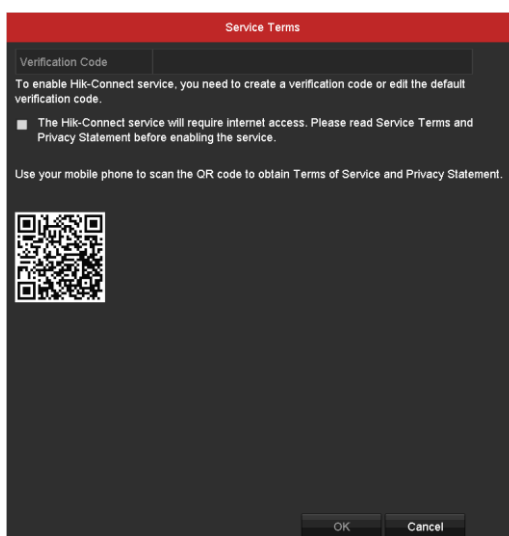 Service Terms
Verification Code
To enable Hik-Connect service, you need to create a verification code or edit the default
verification code.
The Hik-Connect service will require internet access. Please read Service Terms and
Privacy Statement before enabling the service.
Use your mobile phone to scan the QR code to obtain Terms of Service and Privacy Statement.
OK
Cancel